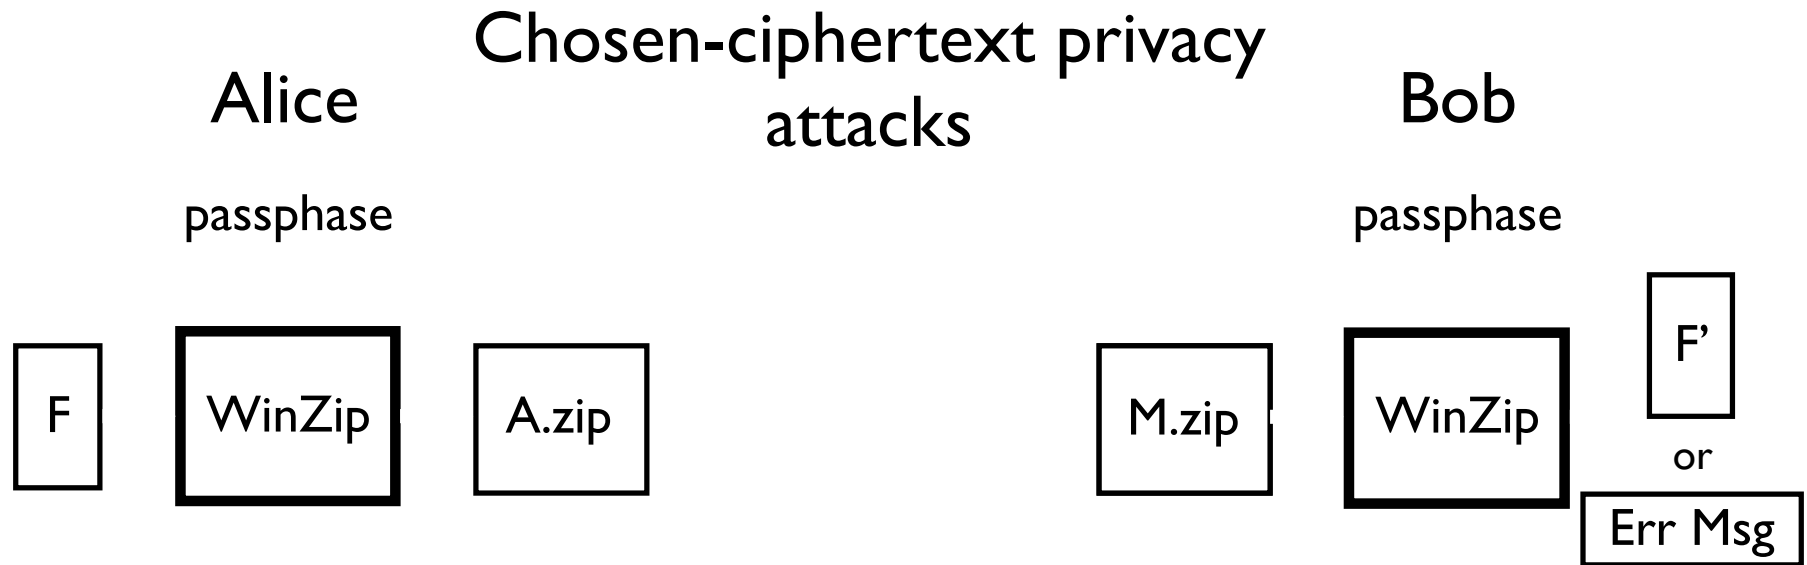 Chosen-ciphertext privacy
attacks
Alice
Bob
passphase
passphase
F
WinZip
A.zip
M.zip
WinZip
F’
or
Err Msg